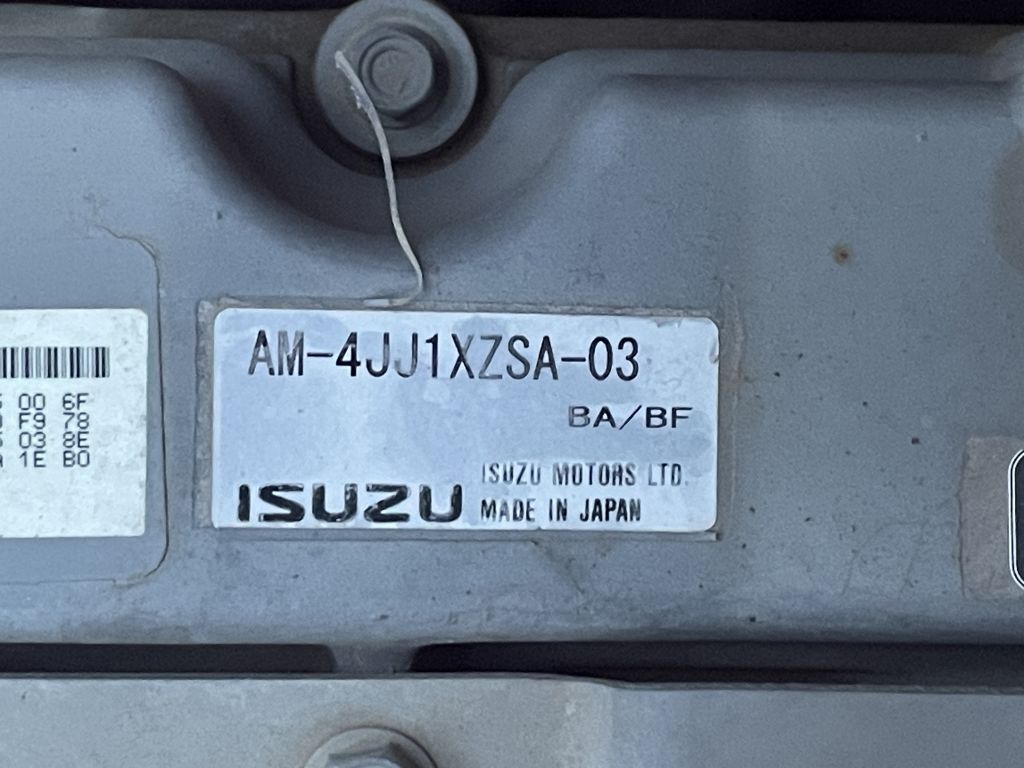 00 6F
F9 78
03 8E
1E B0
AM-4JJ1XZSA-03
BA/BF
ISUZU MOTORS LTD.
ISUZU MADE IN JAPAN